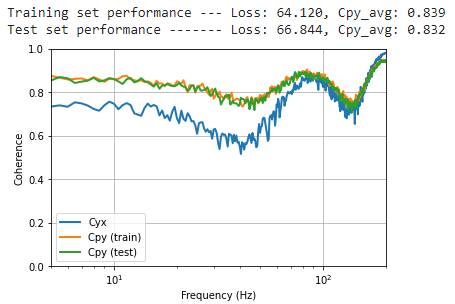 Training set performance --- Loss: 64.120, Cpy_avg: 0.839
Test set performance ------- Loss: 66.844, Cpy_avg: 0.832
1.0
0.8
0.6
0.4
0.2
0.0
Coherence
Cyx
Cpy (train)
Cpy (test)
10¹
10²
Frequency (Hz)